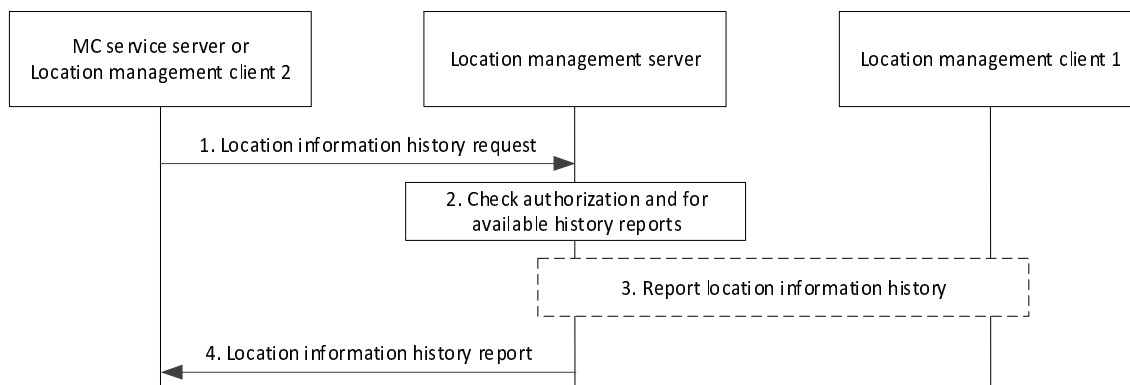 MC service server or
Location management client 2
Location management server
Location management client 1
1. Location information history request
2. Check authorization and for
available history reports
3. Report location information history
4. Location information history report